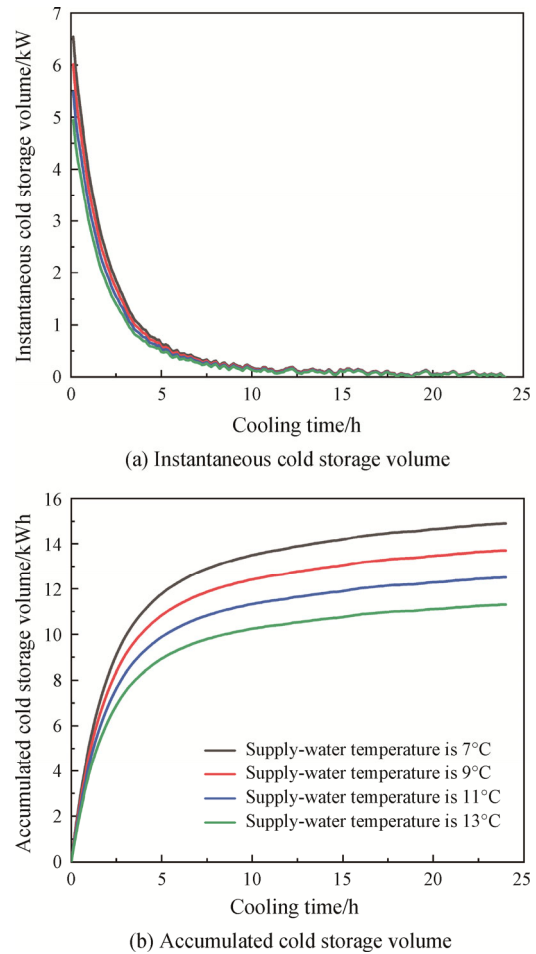 7
6
5
4
3
2
1
0
Instantaneous cold storage volume/kW
0 5 10 15 20 25
Cooling time/h
(a) Instantaneous cold storage volume
16
14
12
10
8
6
4
2
0
Accumulated cold storage volume/kWh
Supply-water temperature is 7°C
Supply-water temperature is 9°C
Supply-water temperature is 11°C
Supply-water temperature is 13°C
0 5 10 15 20 25
Cooling time/h
(b) Accumulated cold storage volume